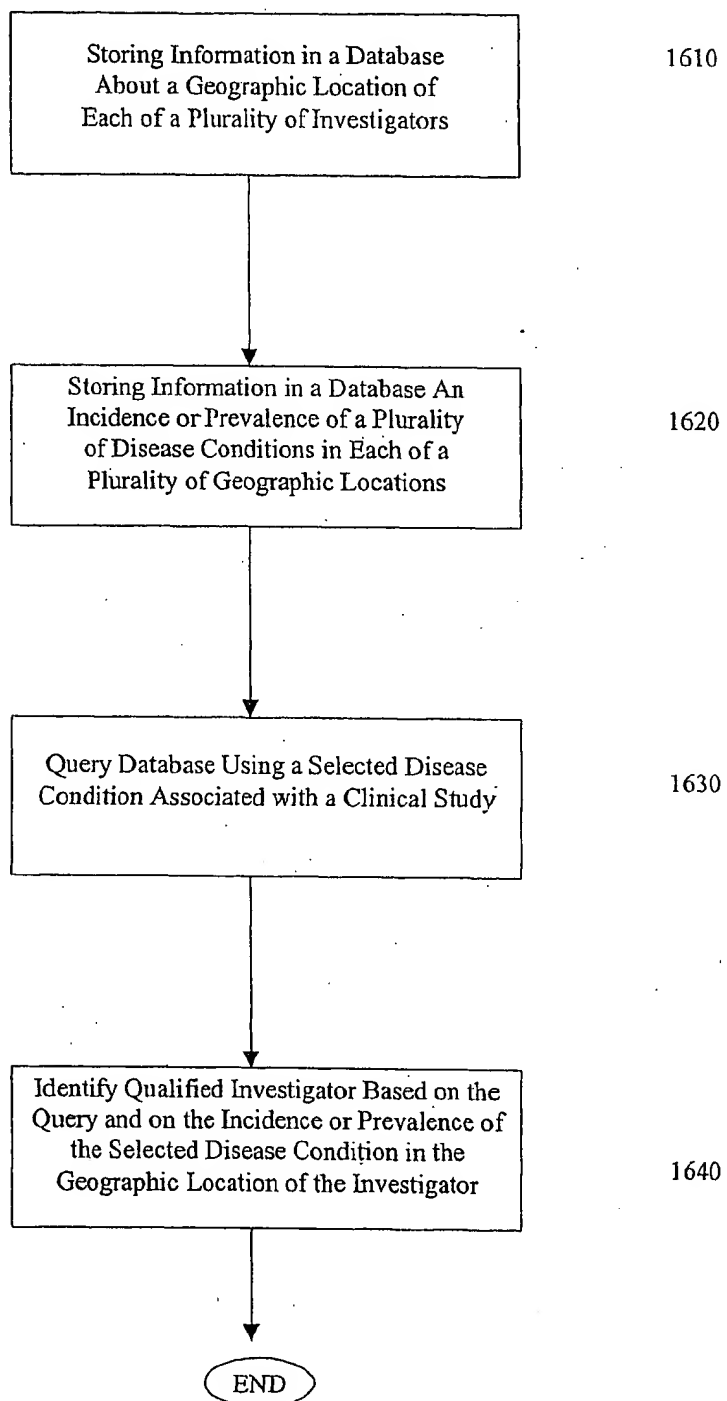 Storing Information in a Database
About a Geographic Location of
Each of a Plurality of Investigators
1610
Storing Information in a Database An
Incidence or Prevalence of a Plurality
of Disease Conditions in Each of a
Plurality of Geographic Locations
1620
Query Database Using a Selected Disease
Condition Associated with a Clinical Study
1630
Identify Qualified Investigator Based on the
Query and on the Incidence or Prevalence of
the Selected Disease Condition in the
Geographic Location of the Investigator
1640
END